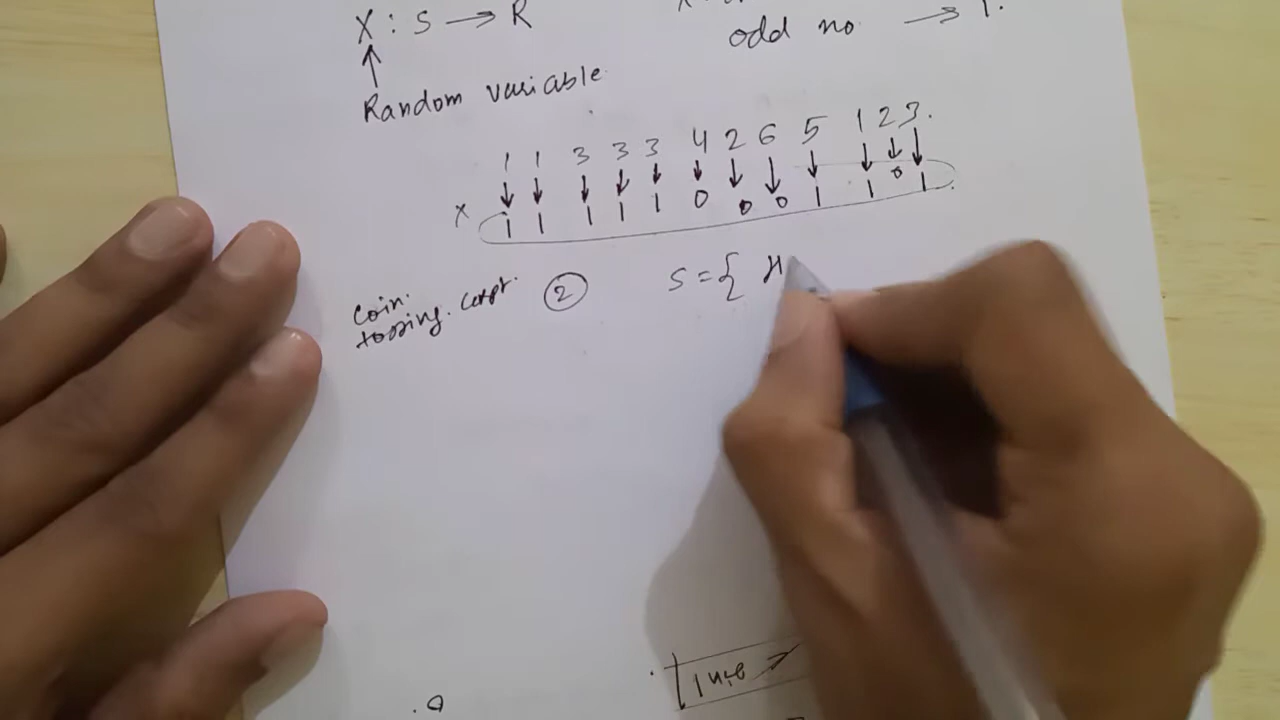 X : S → R
odd no. → 1.
Random variable
1 1 3 3 3 4 2 6 5 1 2 3.
↓ ↓ ↓ ↓ ↓ ↓ ↓ ↓ ↓ ↓ ↓ ↓
X 1 1 1 1 1 0 0 0 1 1 0 1
coin.
tossing. 2 S = { H